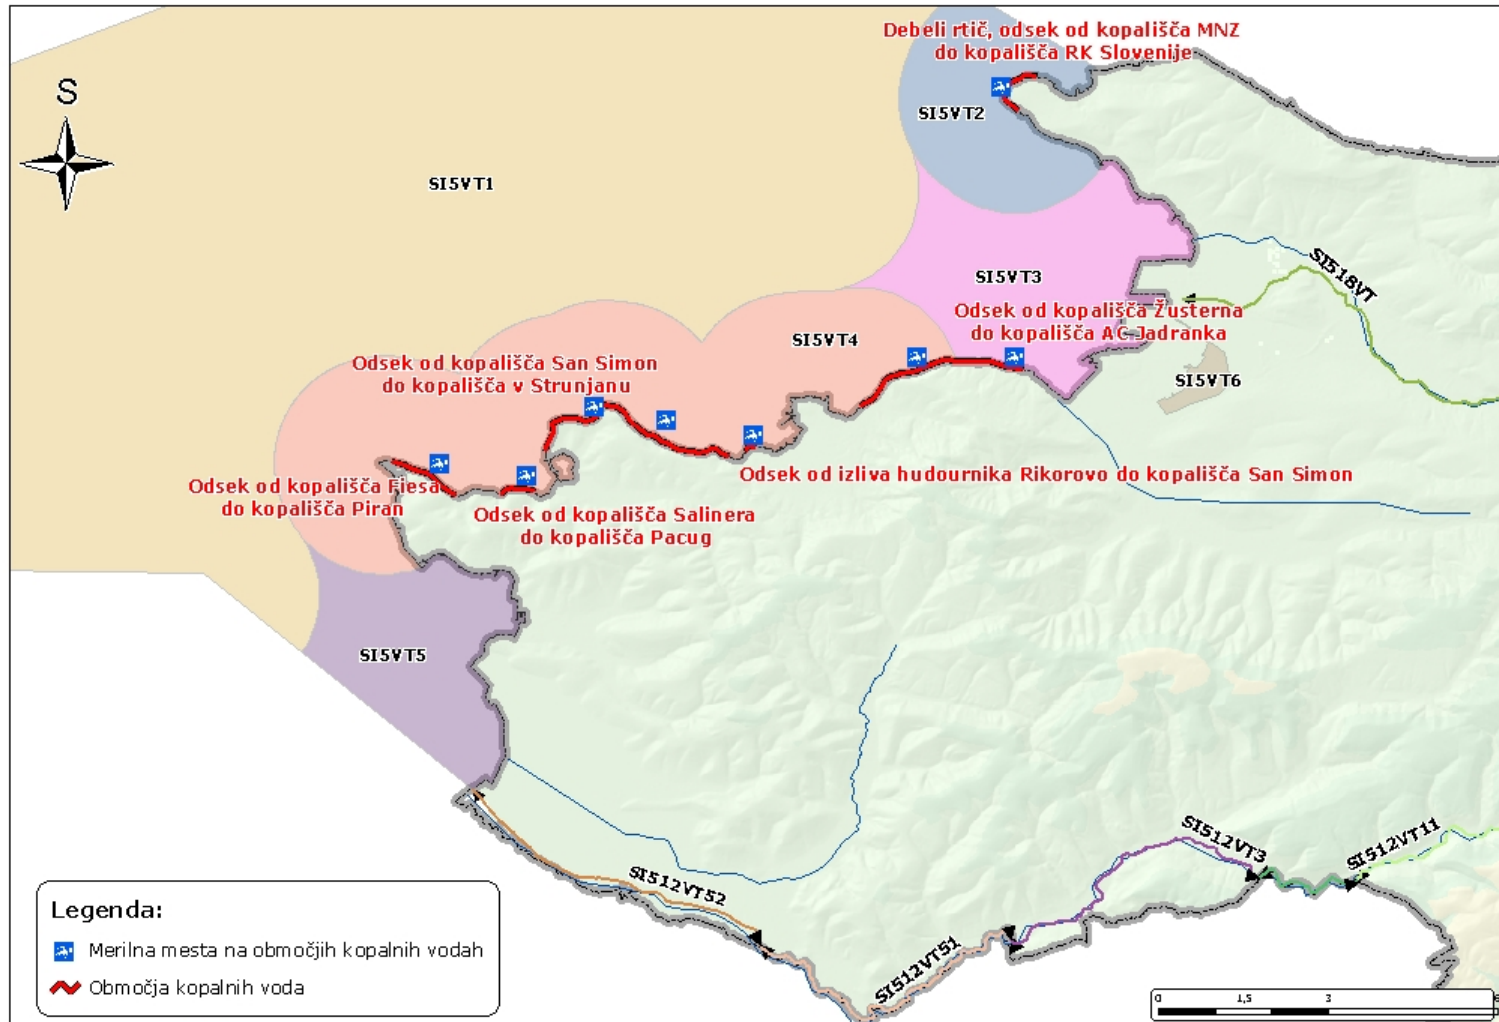 Debeli rtič, odsek od kopališča MNZ
do kopališča RK Slovenije
S
SI5VT2
SI5VT1
SI5VT3
SI518VT
Odsek od kopališča Žusterna
do kopališča AC Jadranka
SI5VT4
Odsek od kopališča San Simon
do kopališča v Strunjanu
SI5VT6
Odsek od izliva hudournika Rikorovo do kopališča San Simon
Odsek od kopališča Fiesa
do kopališča Piran
Odsek od kopališča Salinera
do kopališča Pacug
SI5VT5
SI512VT3
SI512VT11
SI512VT52
SI512VT51
Legenda:
Merilna mesta na območjih kopalnih vodah
Območja kopalnih voda
0 1,5 3 6